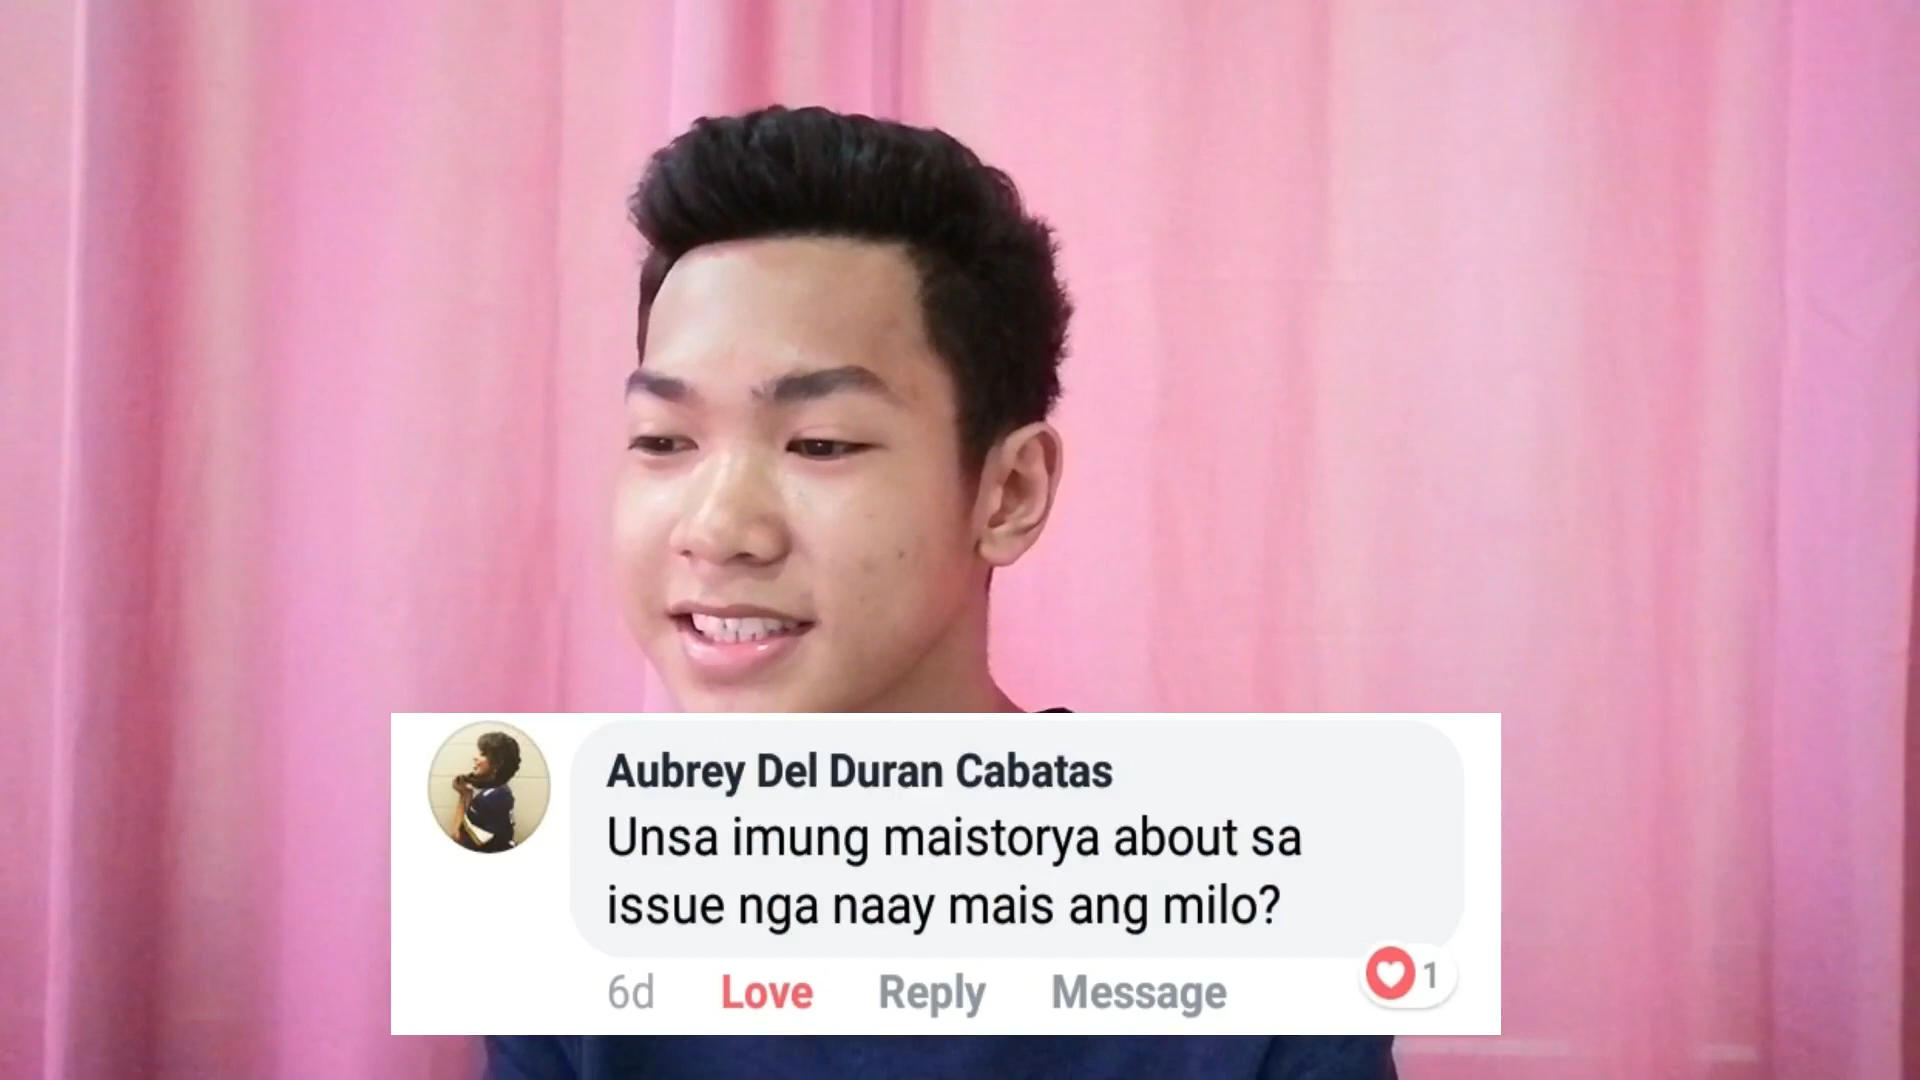 Aubrey Del Duran Cabatas
Unsa imung maistorya about sa
issue nga naay mais ang milo?
6d Love Reply Message
1